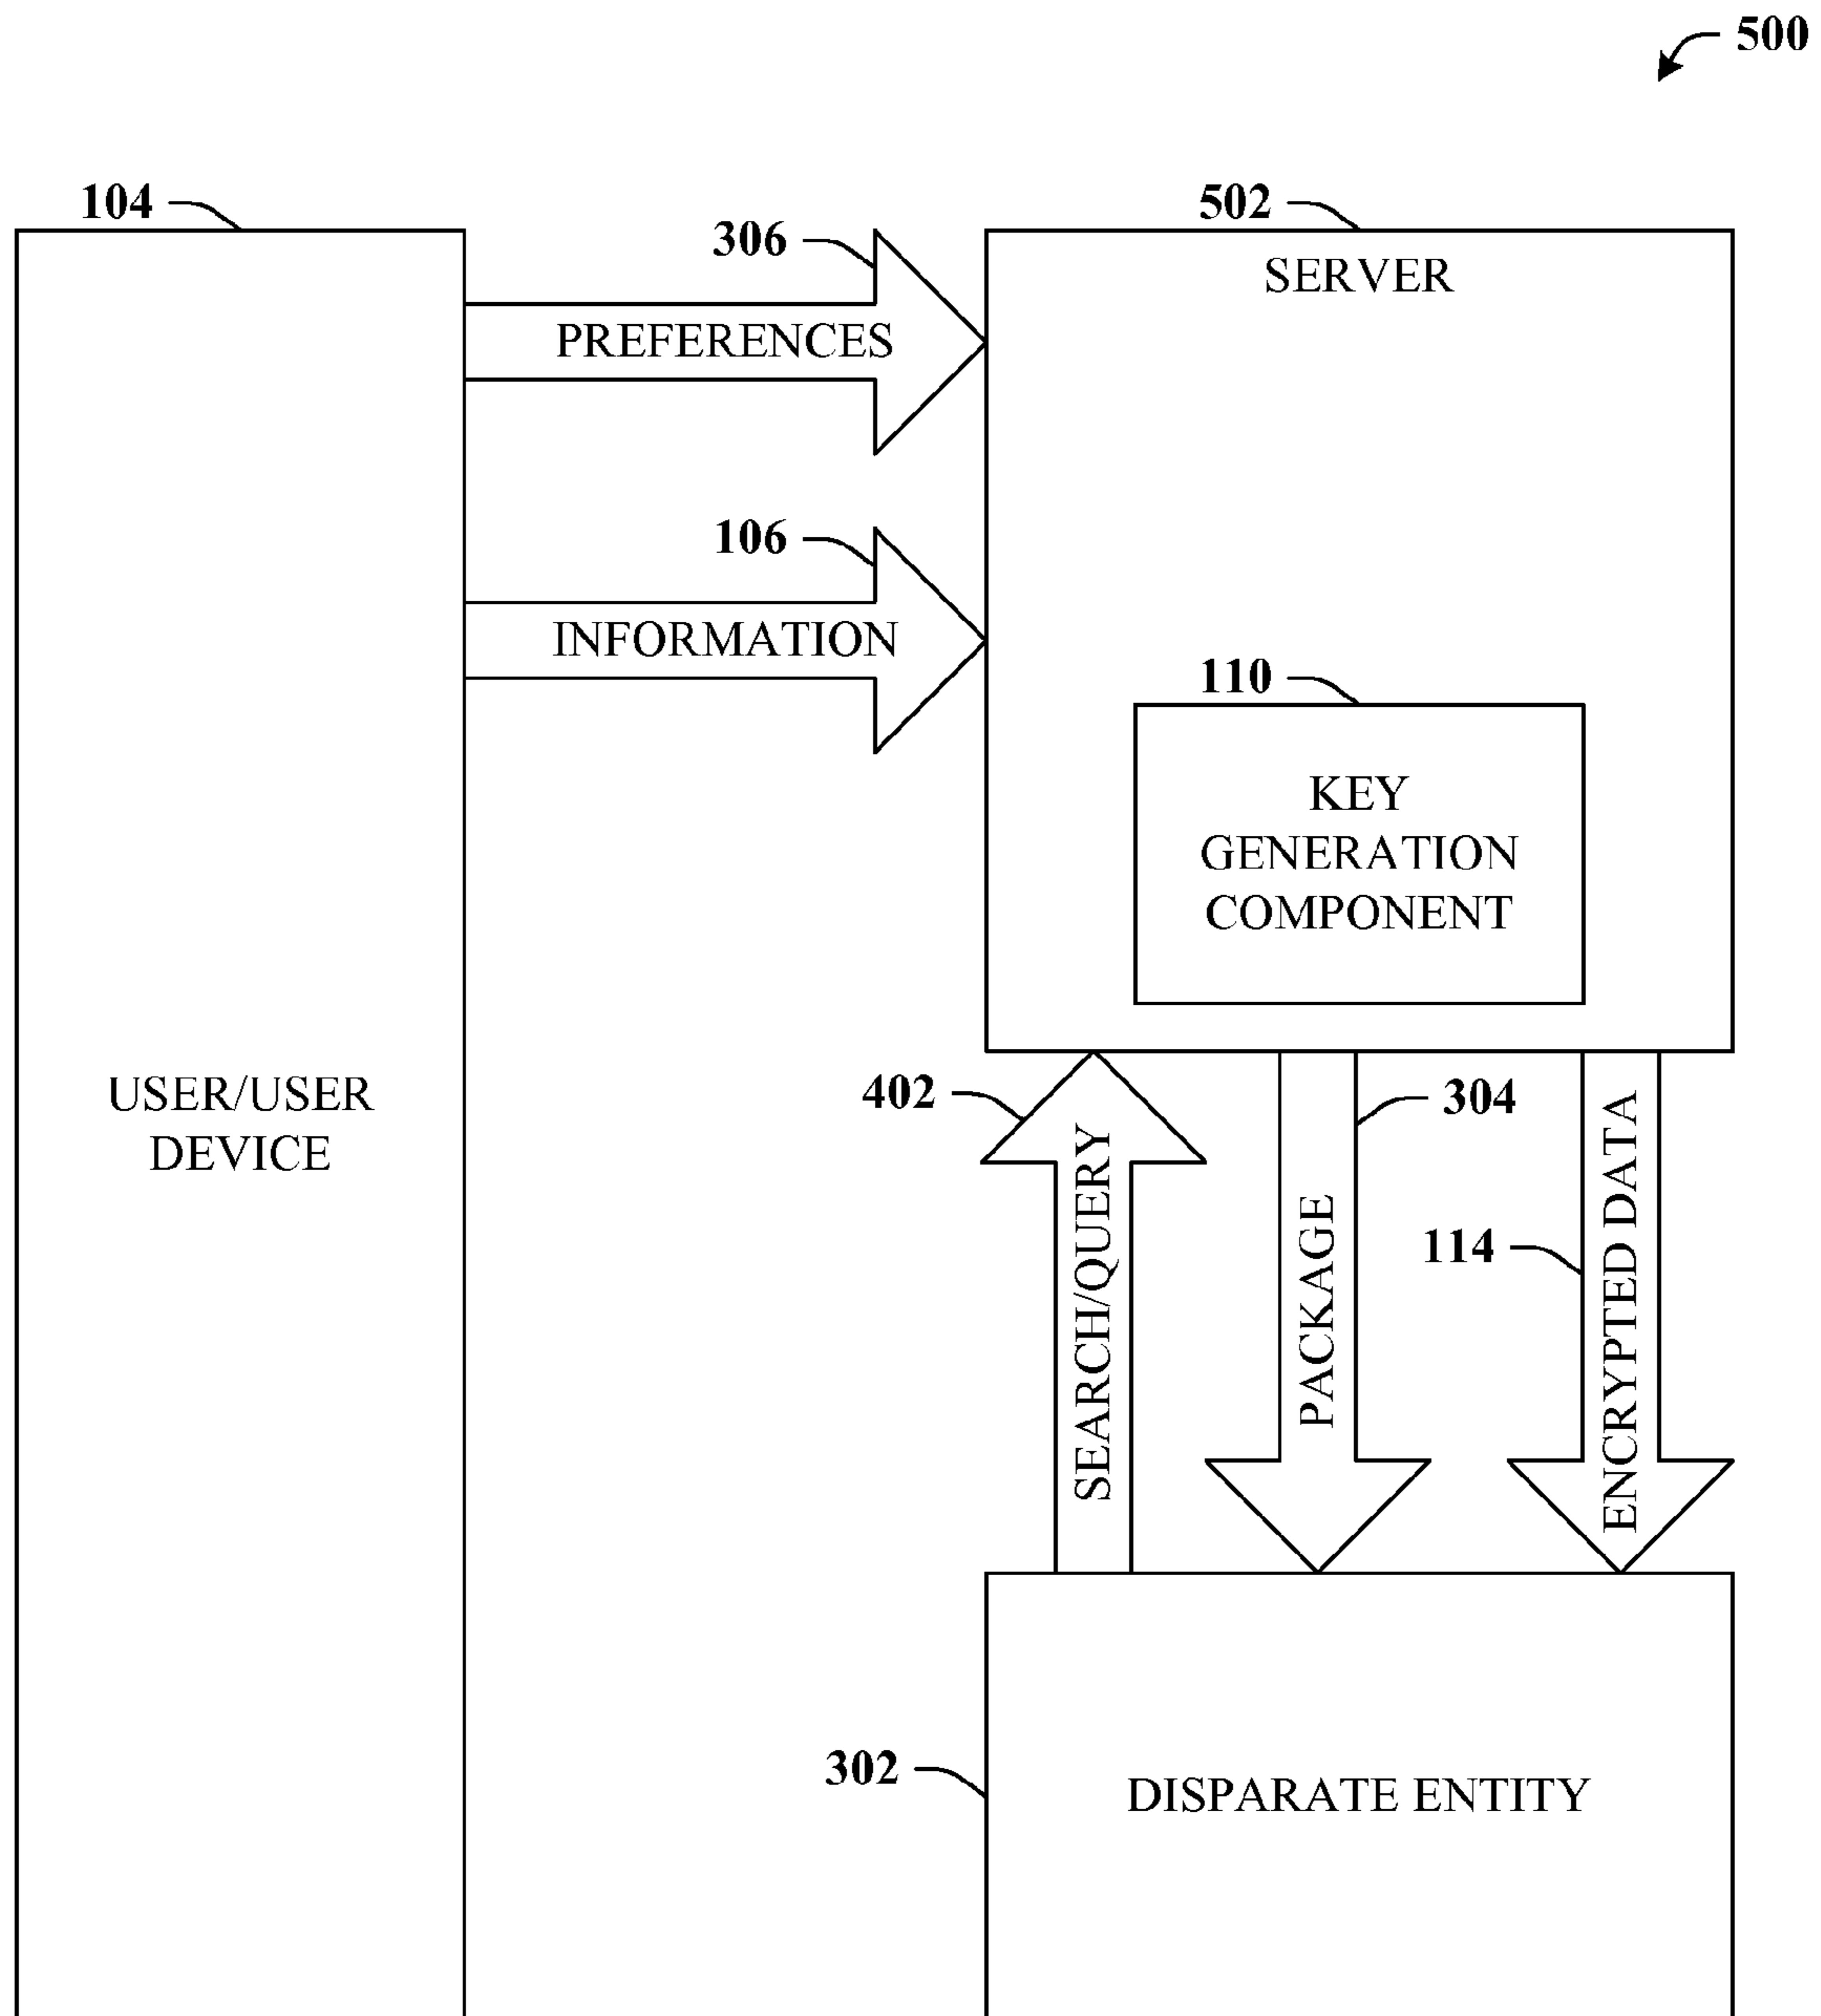 500
104
502
306
SERVER
PREFERENCES
106
INFORMATION
110
KEY
GENERATION
COMPONENT
USER/USER
DEVICE
402
SEARCH/QUERY
304
PACKAGE
114
ENCRYPTED DATA
302
DISPARATE ENTITY